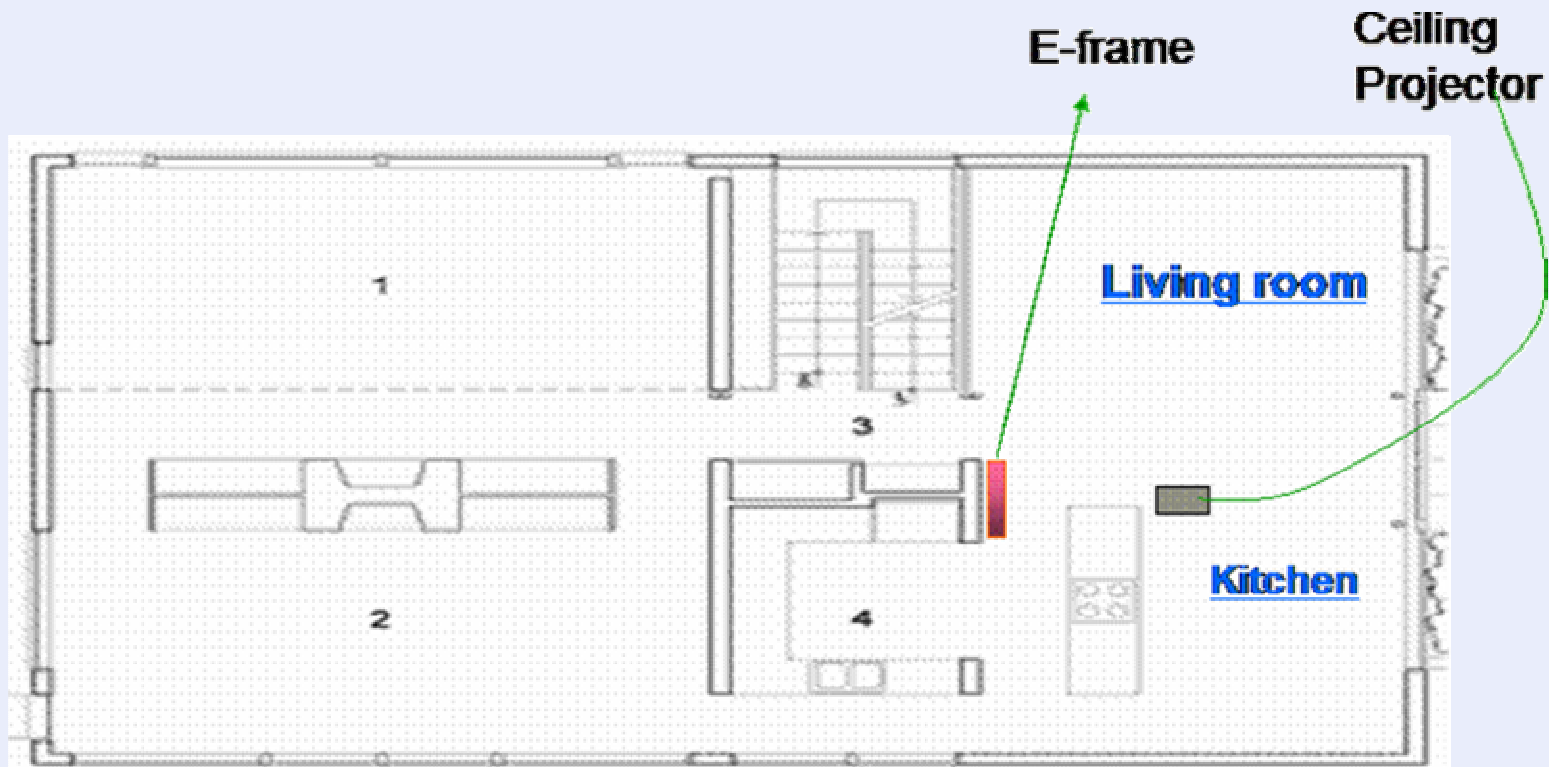 E-frame
Ceiling
Projector
1
Living room
3
Kitchen
2
4